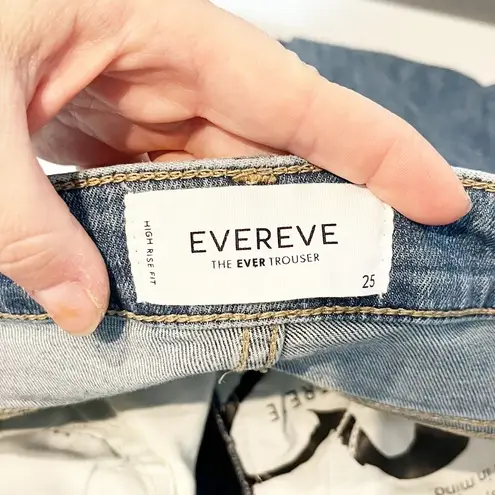 HIGH RISE FIT
EVEREVE
THE EVER TROUSER
25